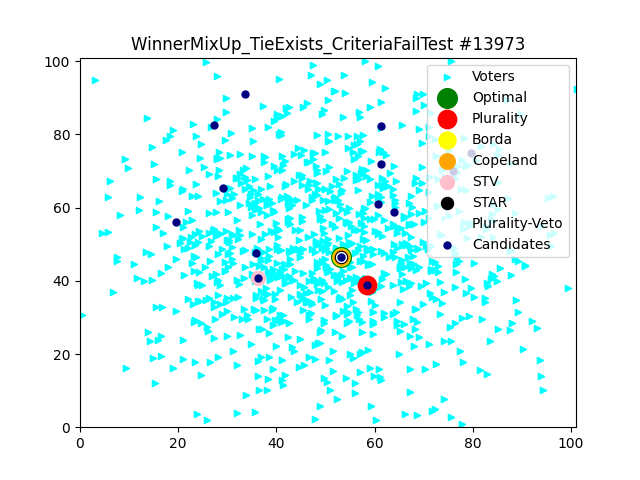 WinnerMixUp_TieExists_CriteriaFailTest #13973
Voters
Optimal
Plurality
Borda
Copeland
STV
STAR
Plurality-Veto
Candidates
100
80
60
40
20
0
0 20 40 60 80 100